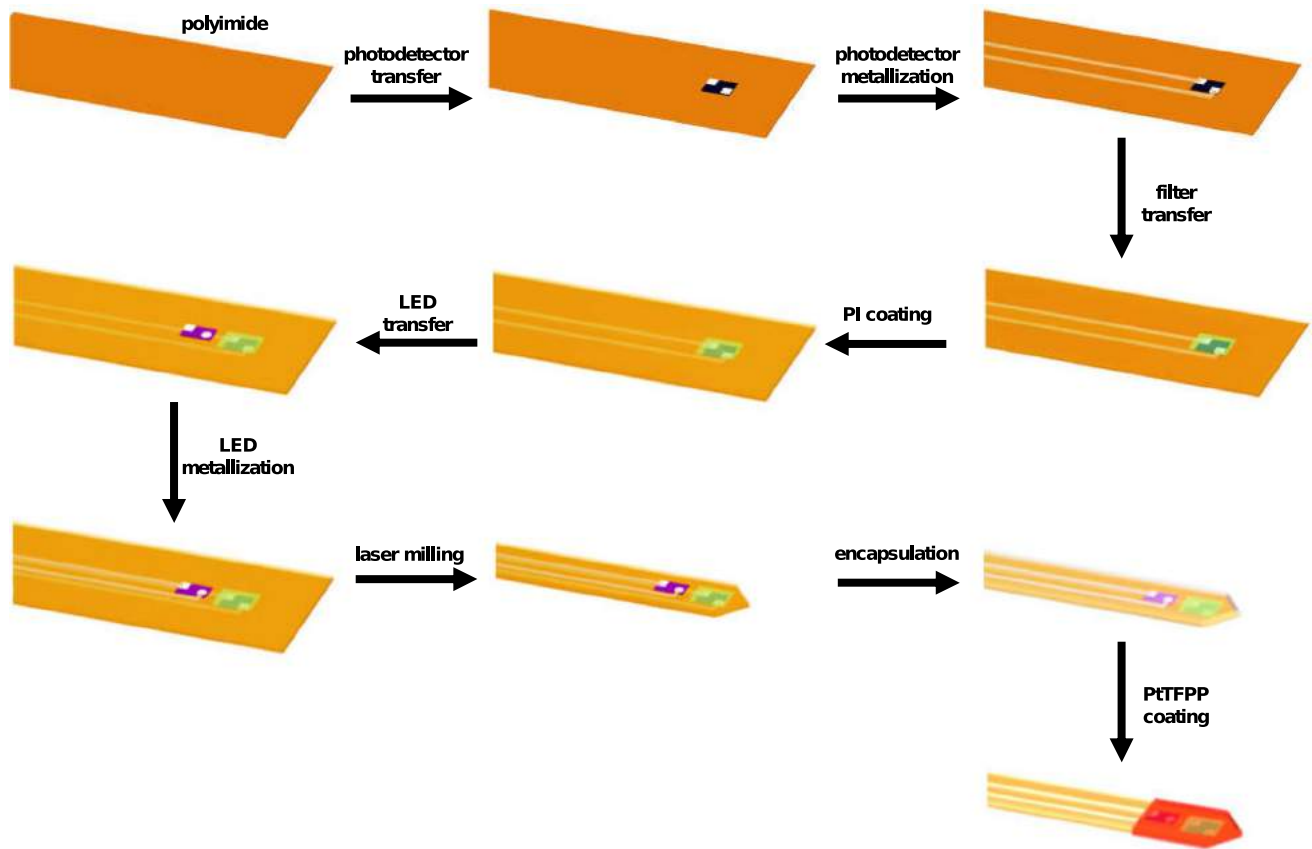 polyimide
photodetector
transfer
photodetector
metallization
filter
transfer
PI coating
LED
transfer
LED
metallization
laser milling
encapsulation
PtTFPP
coating